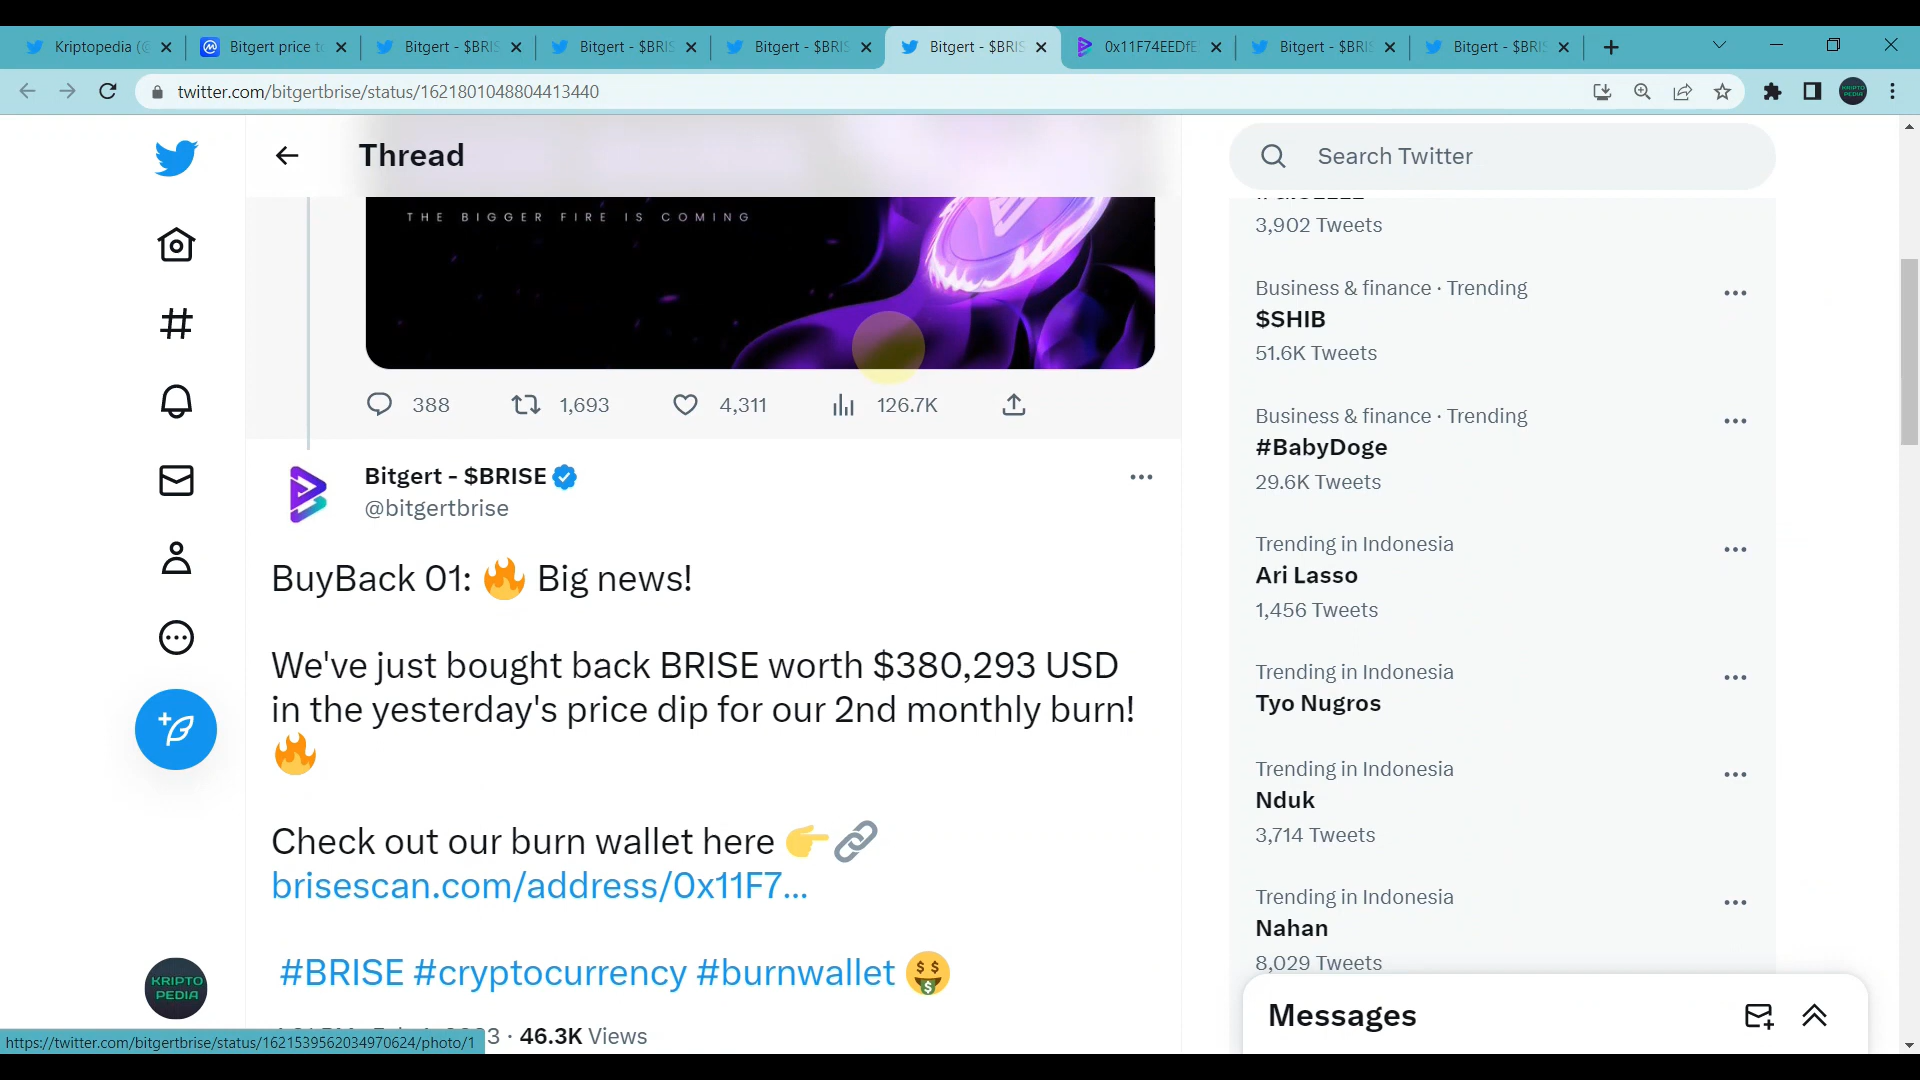 Kriptopedia (@
Bitgert price to
Bitgert - $BRIS
Bitgert - $BRIS
Bitgert - $BRIS
Bitgert - $BRIS
0x11F74EEDfE
Bitgert - $BRIS
Bitgert - $BRIS
twitter.com/bitgertbrise/status/1621801048804413440
Thread
THE BIGGER FIRE IS COMING
388
1,693
4,311
126.7K
Bitgert - $BRISE
@bitgertbrise
BuyBack 01: 🔥 Big news!
We've just bought back BRISE worth $380,293 USD
in the yesterday's price dip for our 2nd monthly burn!
🔥
Check out our burn wallet here 👉🔗
brisescan.com/address/0x11F7...
#BRISE #cryptocurrency #burnwallet 🤑
· 46.3K Views
Search Twitter
3,902 Tweets
Business & finance · Trending
$SHIB
51.6K Tweets
Business & finance · Trending
#BabyDoge
29.6K Tweets
Trending in Indonesia
Ari Lasso
1,456 Tweets
Trending in Indonesia
Tyo Nugros
Trending in Indonesia
Nduk
3,714 Tweets
Trending in Indonesia
Nahan
8,029 Tweets
Messages
KRIPTO
PEDIA
https://twitter.com/bitgertbrise/status/1621539562034970624/photo/1